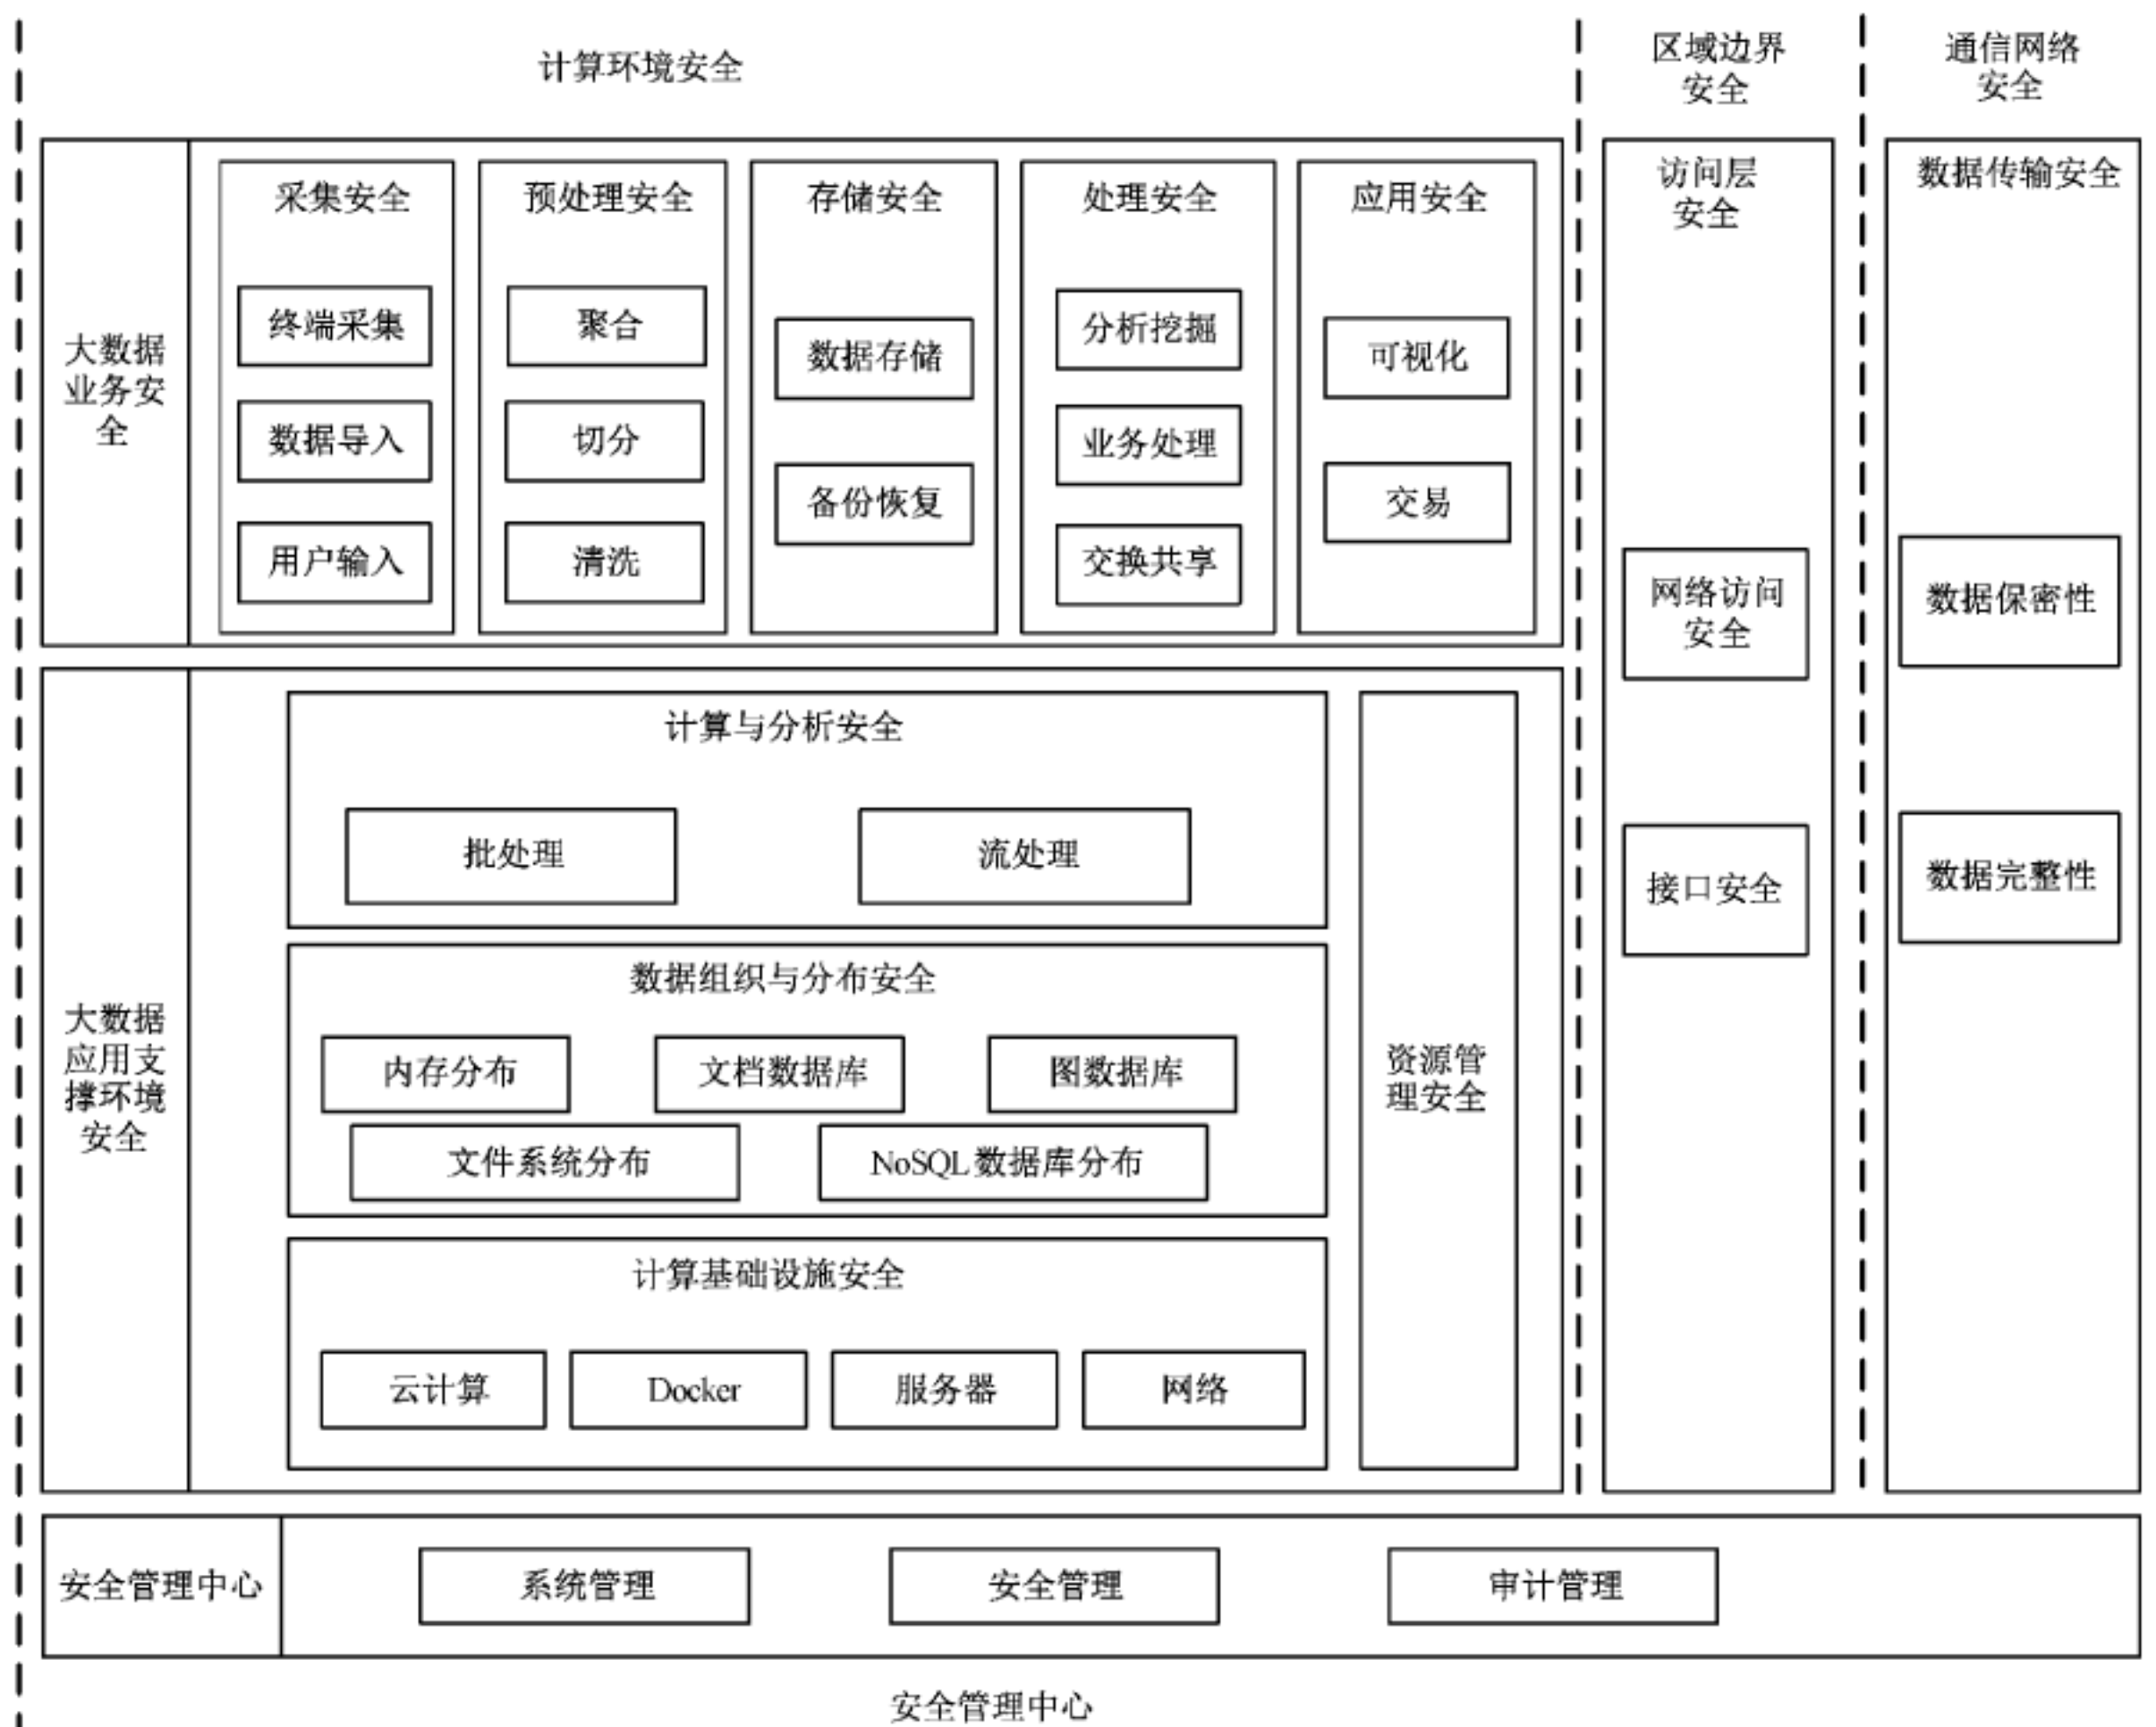 计算环境安全
区域边界
安全
通信网络
安全
大数据
业务安
全
采集安全
终端采集
数据导入
用户输入
预处理安全
聚合
切分
清洗
存储安全
数据存储
备份恢复
处理安全
分析挖掘
业务处理
交换共享
应用安全
可视化
交易
大数据
应用支
撑环境
安全
计算与分析安全
批处理
流处理
数据组织与分布安全
内存分布
文档数据库
图数据库
文件系统分布
NoSQL数据库分布
计算基础设施安全
云计算
Docker
服务器
网络
资源管
理安全
访问层
安全
网络访问
安全
接口安全
数据传输安全
数据保密性
数据完整性
安全管理中心
系统管理
安全管理
审计管理
安全管理中心